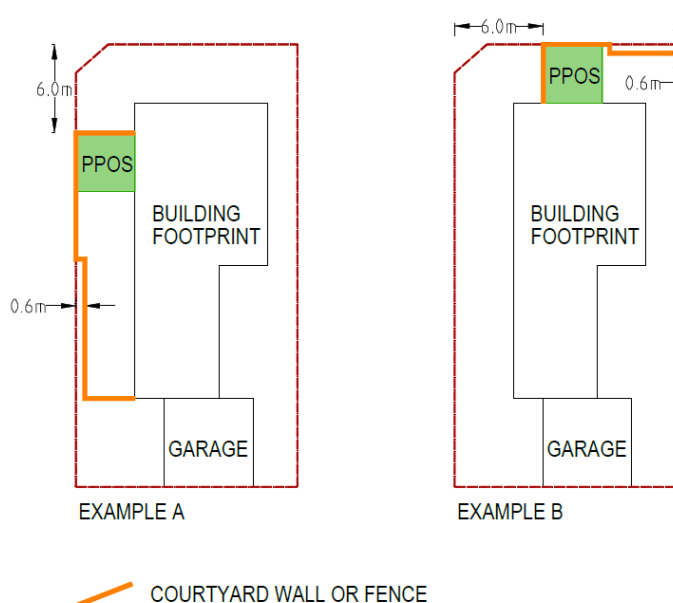 6.0m
PPOS
0.6m
6.0m
PPOS
BUILDING
FOOTPRINT
BUILDING
FOOTPRINT
0.6m
GARAGE
GARAGE
EXAMPLE A
EXAMPLE B
COURTYARD WALL OR FENCE